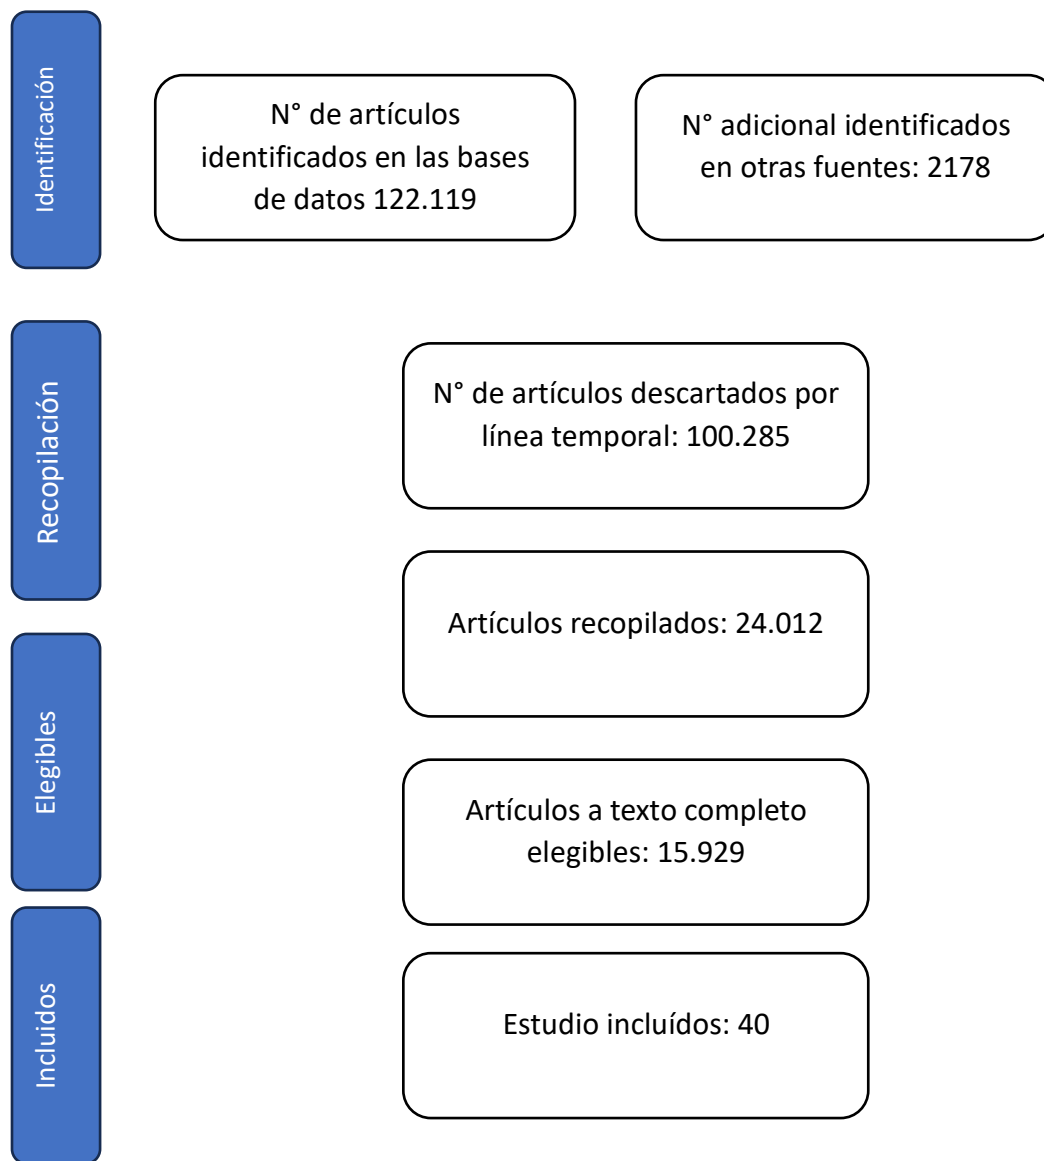 Identificación
N° de artículos
identificados en las bases
de datos 122.119
N° adicional identificados
en otras fuentes: 2178
Recopilación
N° de artículos descartados por
línea temporal: 100.285
Artículos recopilados: 24.012
Elegibles
Artículos a texto completo
elegibles: 15.929
Incluidos
Estudio incluídos: 40